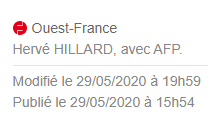 Ouest-France
Hervé HILLARD, avec AFP.
Modifié le 29/05/2020 à 19h59
Publié le 29/05/2020 à 15h54